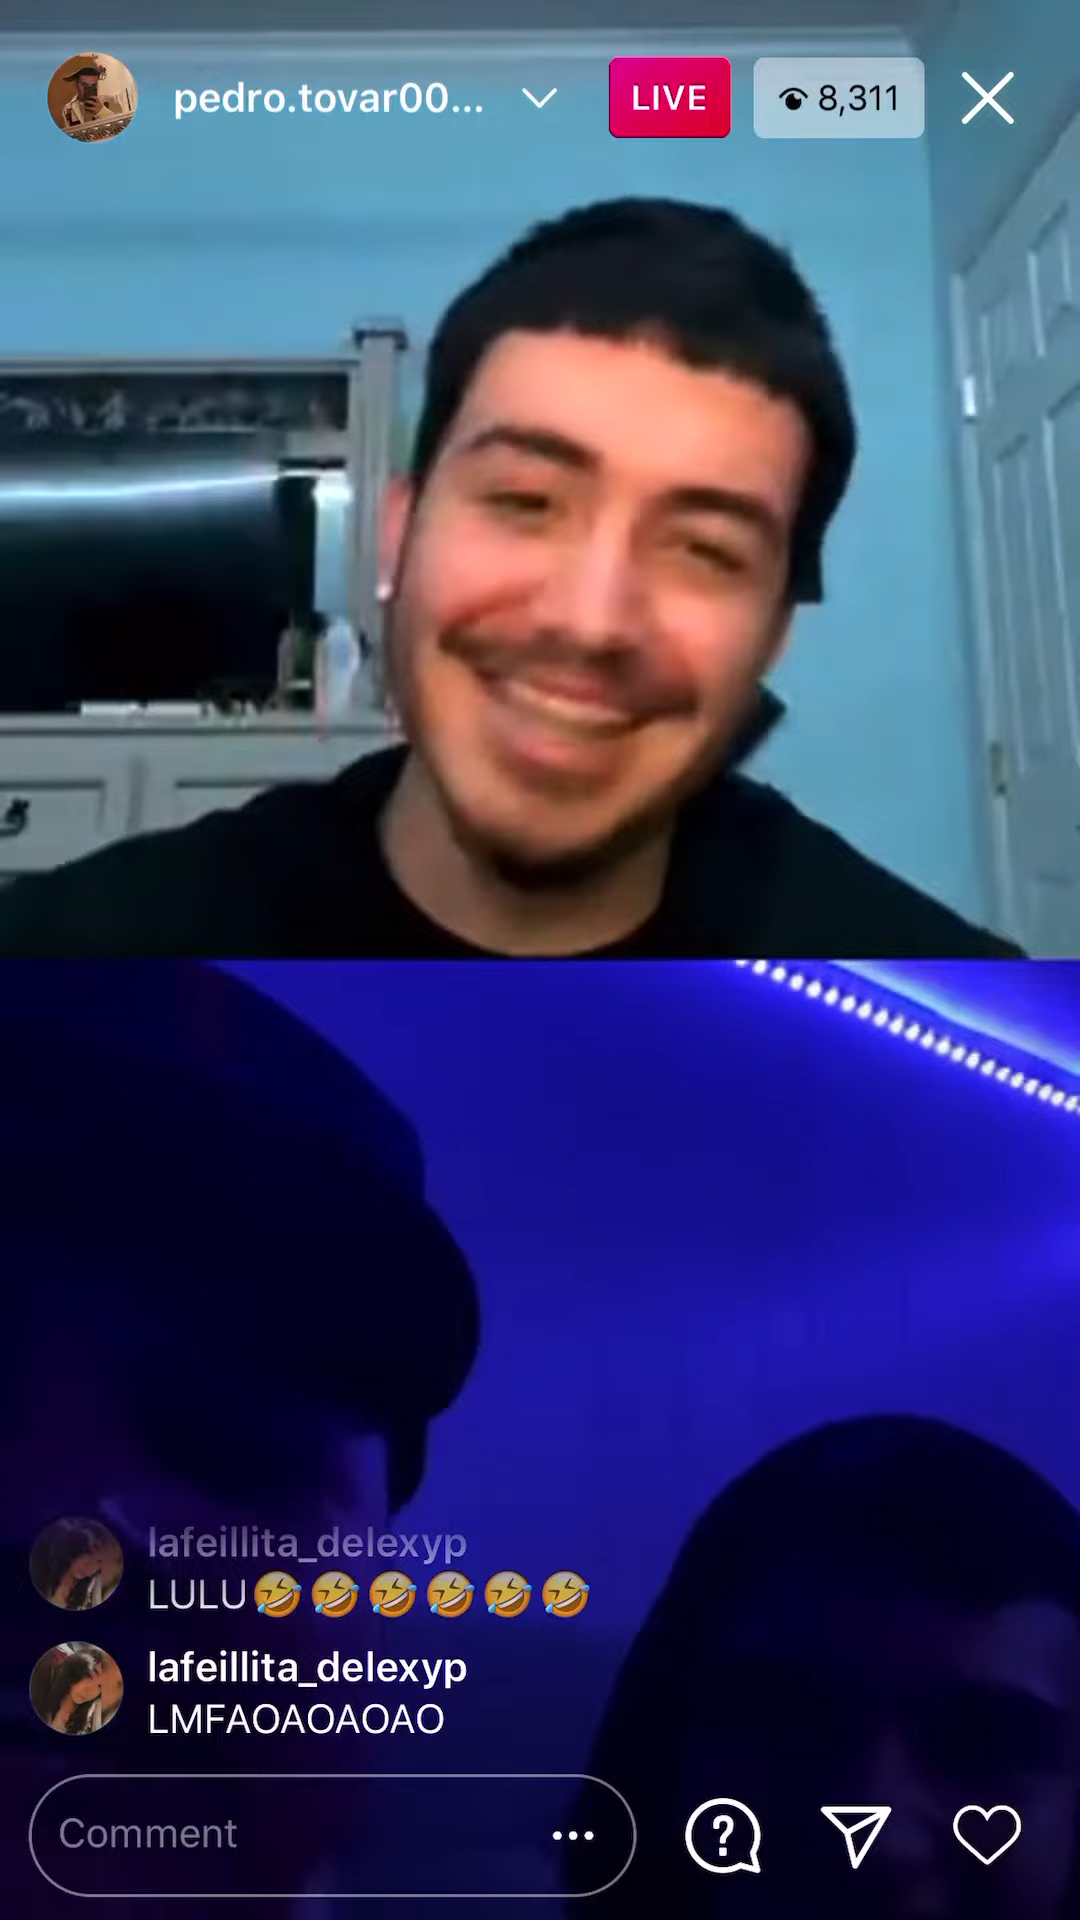 pedro.tovar00...
LIVE
8,311
lafeillita_delexyp
LULU🤣🤣🤣🤣🤣🤣
lafeillita_delexyp
LMFAOAOAOAO
Comment